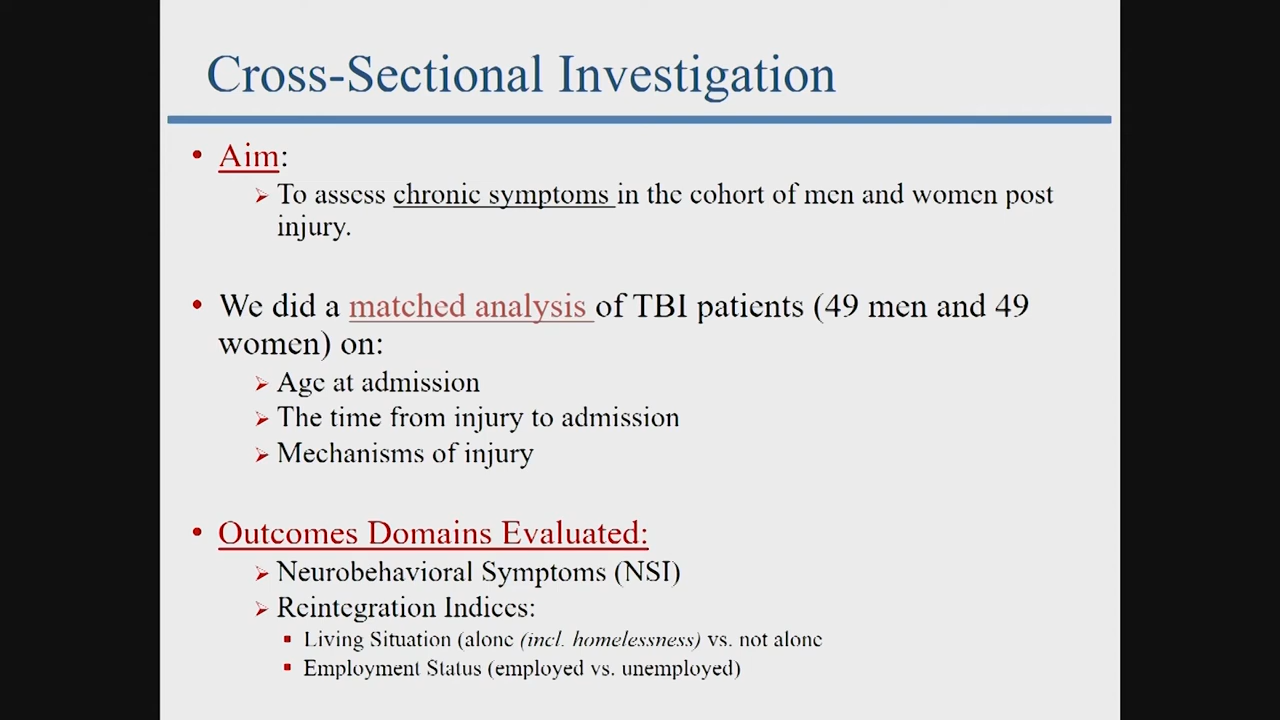 Cross-Sectional Investigation
• Aim:
➢ To assess chronic symptoms in the cohort of men and women post
injury.
• We did a matched analysis of TBI patients (49 men and 49
women) on:
➢ Age at admission
➢ The time from injury to admission
➢ Mechanisms of injury
• Outcomes Domains Evaluated:
➢ Neurobehavioral Symptoms (NSI)
➢ Reintegration Indices:
▪ Living Situation (alone (incl. homelessness) vs. not alone
▪ Employment Status (employed vs. unemployed)